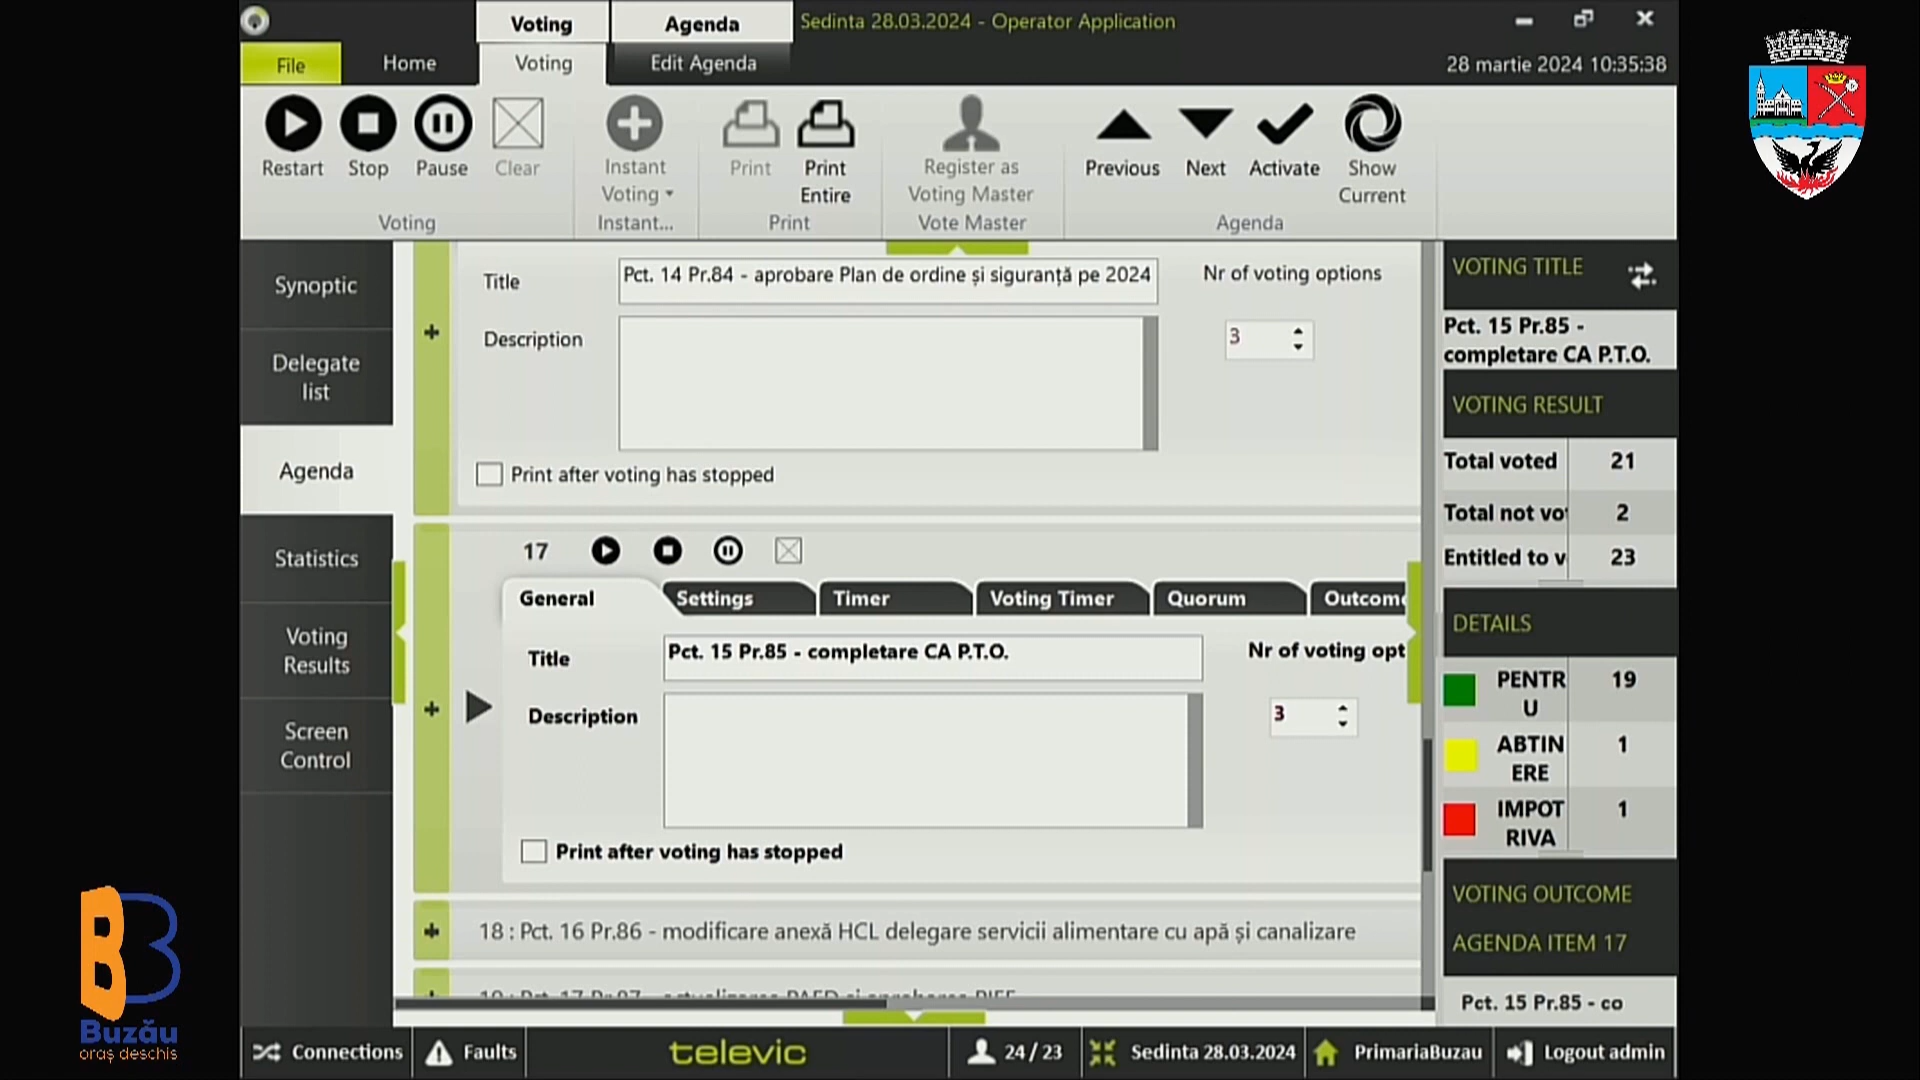 Voting
Agenda
Sedinta 28.03.2024 - Operator Application
File
Home
Voting
Edit Agenda
28 martie 2024 10:35:38
Restart
Stop
Pause
Clear
Instant
Voting
Print
Print
Entire
Register as
Voting Master
Previous
Next
Activate
Show
Current
Voting
Instant...
Print
Vote Master
Agenda
Synoptic
Delegate
list
Agenda
Statistics
Voting
Results
Screen
Control
Title
Pct. 14 Pr.84 - aprobare Plan de ordine și siguranță pe 2024
Nr of voting options
Description
3
Print after voting has stopped
17
General
Settings
Timer
Voting Timer
Quorum
Outcome
Title
Pct. 15 Pr.85 - completare CA P.T.O.
Nr of voting opt
Description
3
Print after voting has stopped
18 : Pct. 16 Pr.86 - modificare anexă HCL delegare servicii alimentare cu apă și canalizare
VOTING TITLE
Pct. 15 Pr.85 -
completare CA P.T.O.
VOTING RESULT
Total voted 21
Total not vo 2
Entitled to v 23
DETAILS
PENTR
U
19
ABTIN
ERE
1
IMPOT
RIVA
1
VOTING OUTCOME
AGENDA ITEM 17
Pct. 15 Pr.85 - co
Connections
Faults
televic
24 / 23
Sedinta 28.03.2024
PrimariaBuzau
Logout admin
Buzău
oraș deschis